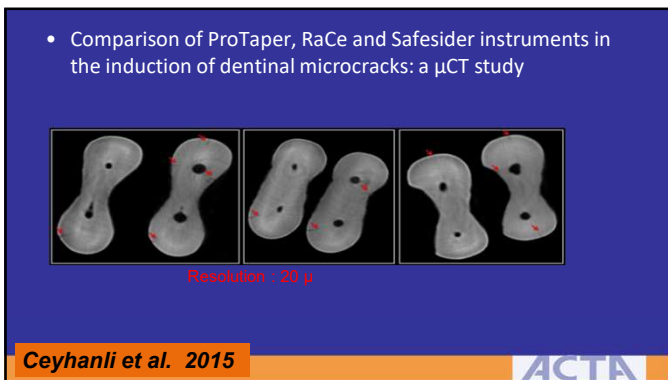 • Comparison of ProTaper, RaCe and Safesider instruments in
the induction of dentinal microcracks: a µCT study
Resolution : 20 µ
Ceyhanli et al. 2015
ACTA